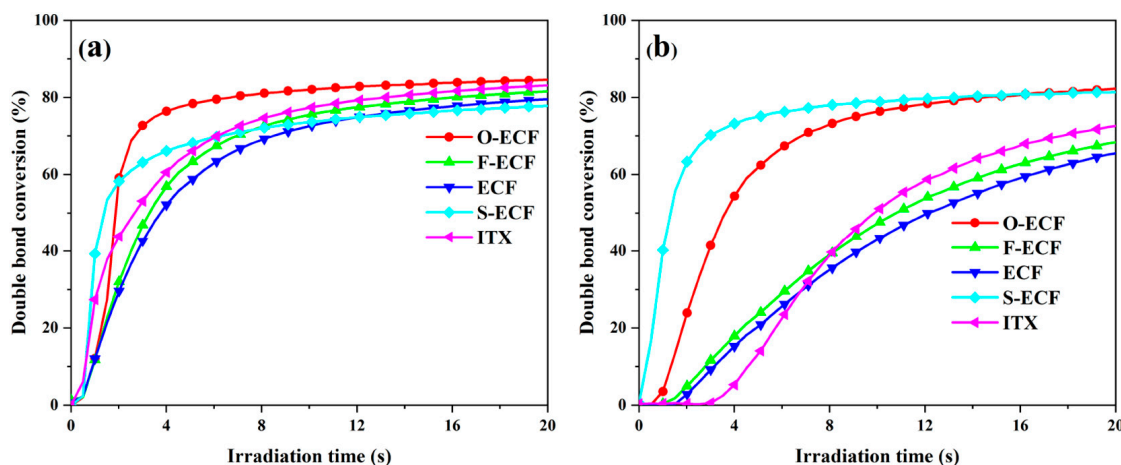 (a)
Double bond conversion (%)
100
80
60
40
20
0
O-ECF
F-ECF
ECF
S-ECF
ITX
0 4 8 12 16 20
Irradiation time (s)
(b)
Double bond conversion (%)
100
80
60
40
20
0
O-ECF
F-ECF
ECF
S-ECF
ITX
0 4 8 12 16 20
Irradiation time (s)